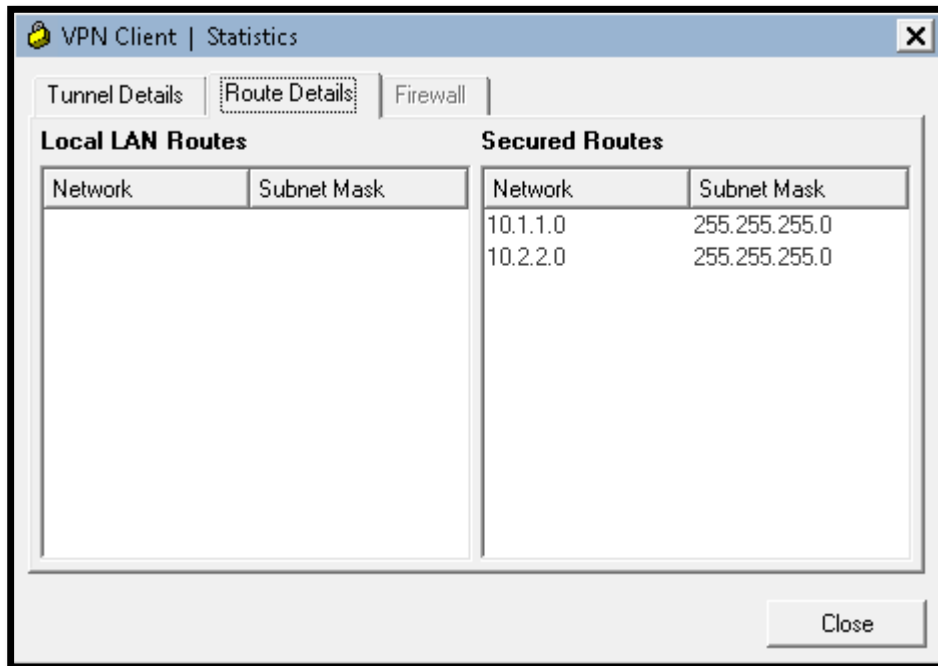 VPN Client | Statistics
Tunnel Details Route Details Firewall
Local LAN Routes Secured Routes
Network Subnet Mask Network Subnet Mask
10.1.1.0 255.255.255.0
10.2.2.0 255.255.255.0
Close